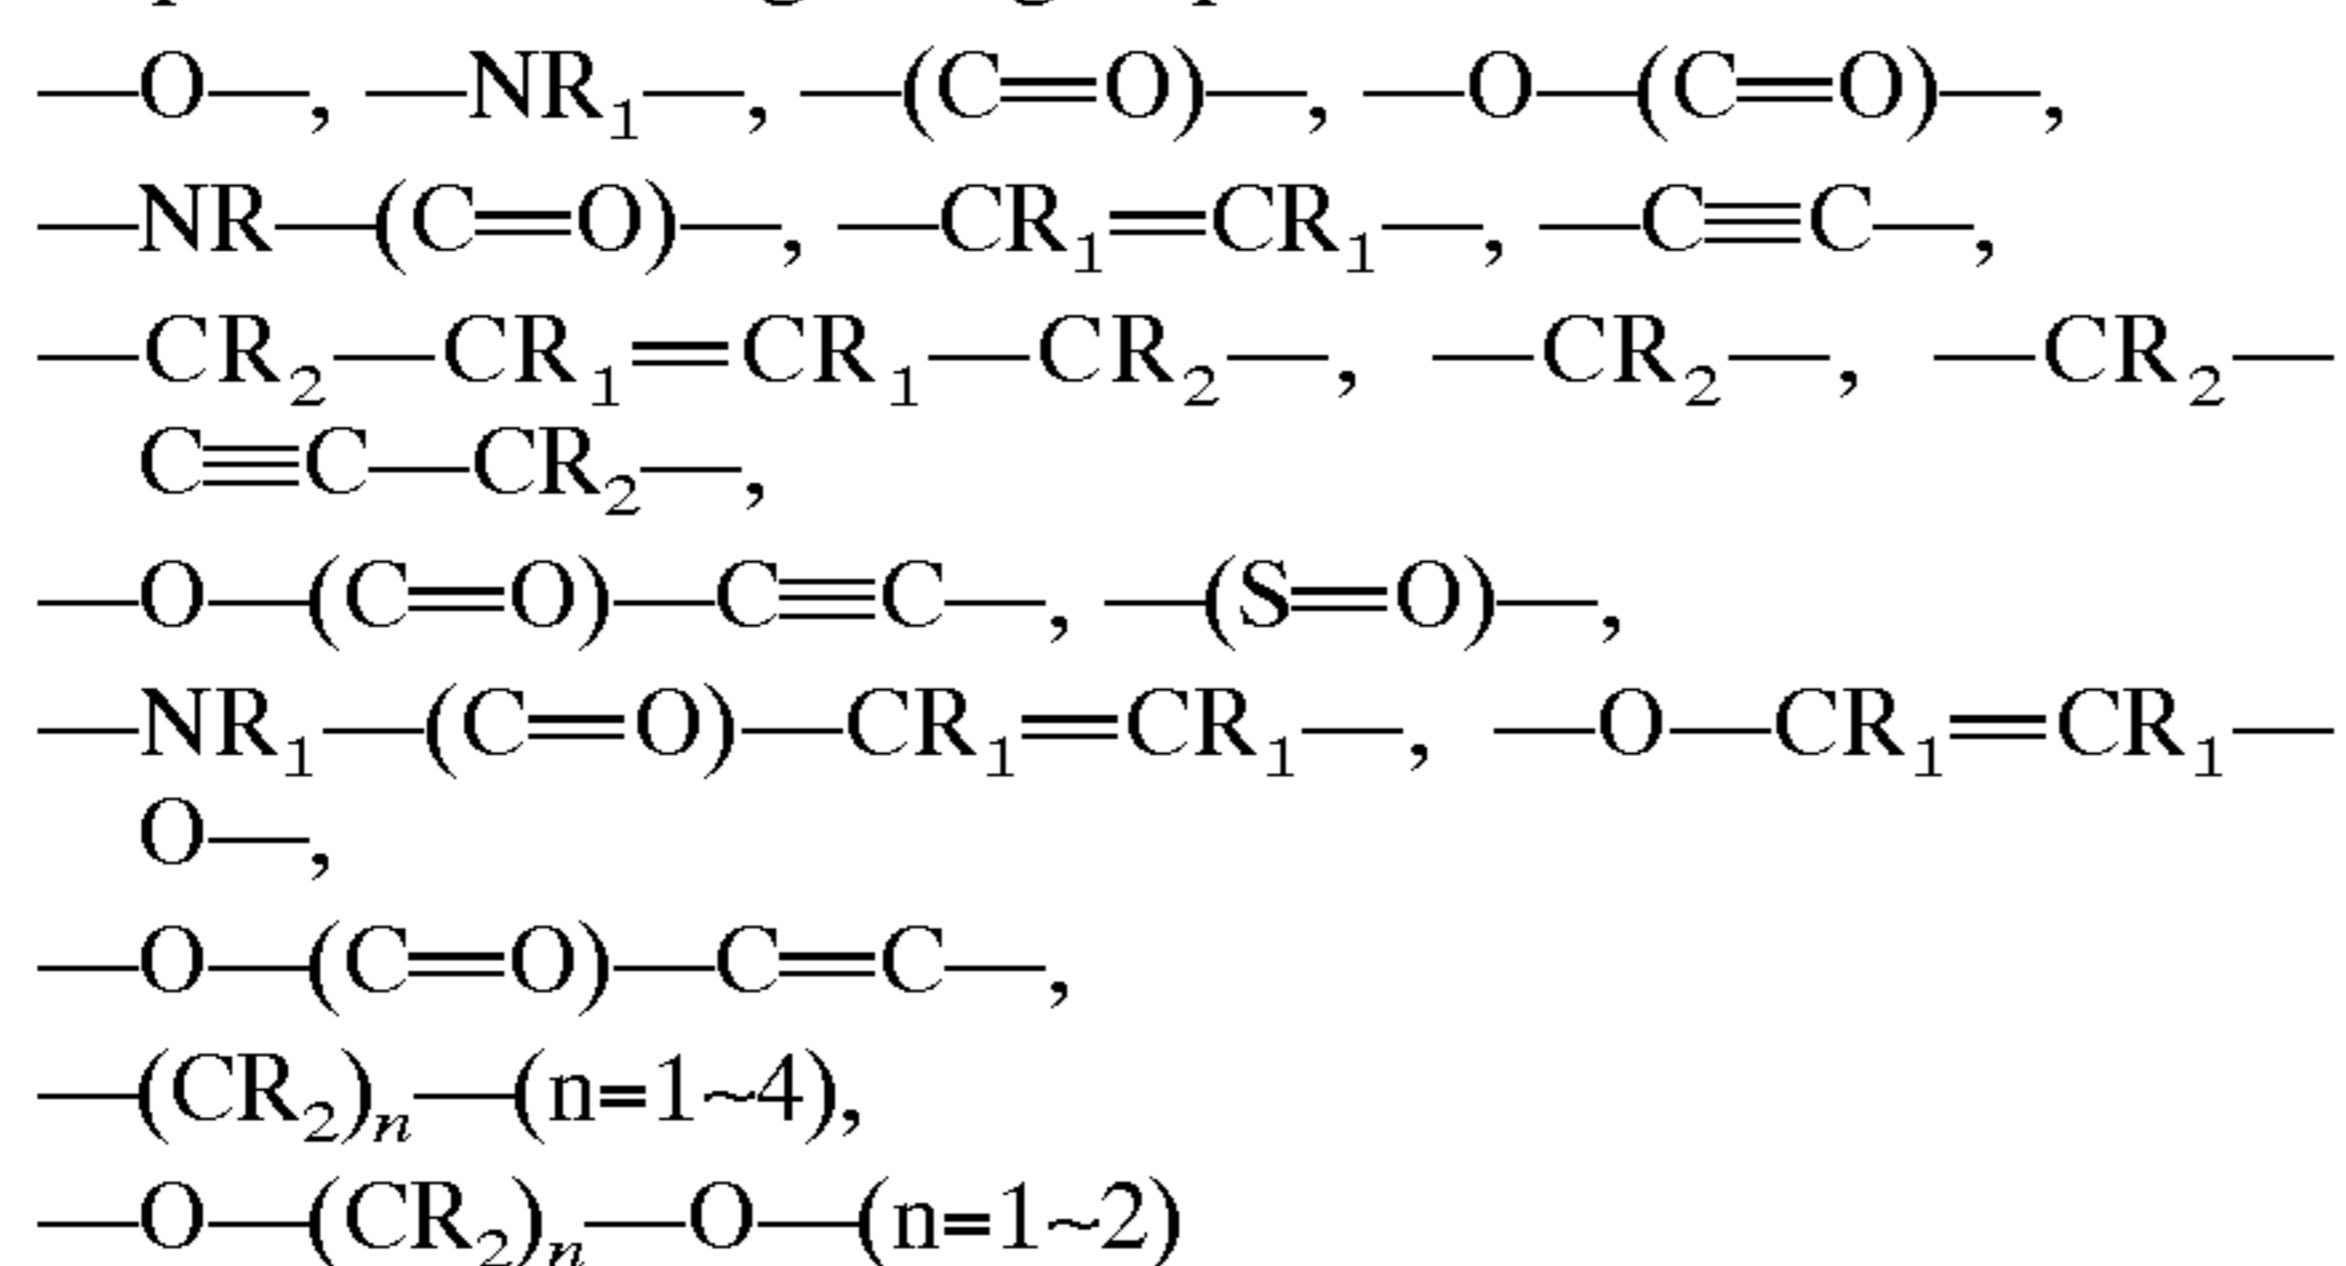 —O—, —NR₁—, —(C=O)—, —O—(C=O)—,
—NR—(C=O)—, —CR₁=CR₁—, —C≡C—,
—CR₂—CR₁=CR₁—CR₂—, —CR₂—, —CR₂—
C≡C—CR₂—,
—O—(C=O)—C≡C—, —(S=O)—,
—NR₁—(C=O)—CR₁=CR₁—, —O—CR₁=CR₁—
O—,
—O—(C=O)—C=C—,
—(CR₂)ₙ—(n=1~4),
—O—(CR₂)ₙ—O—(n=1~2)